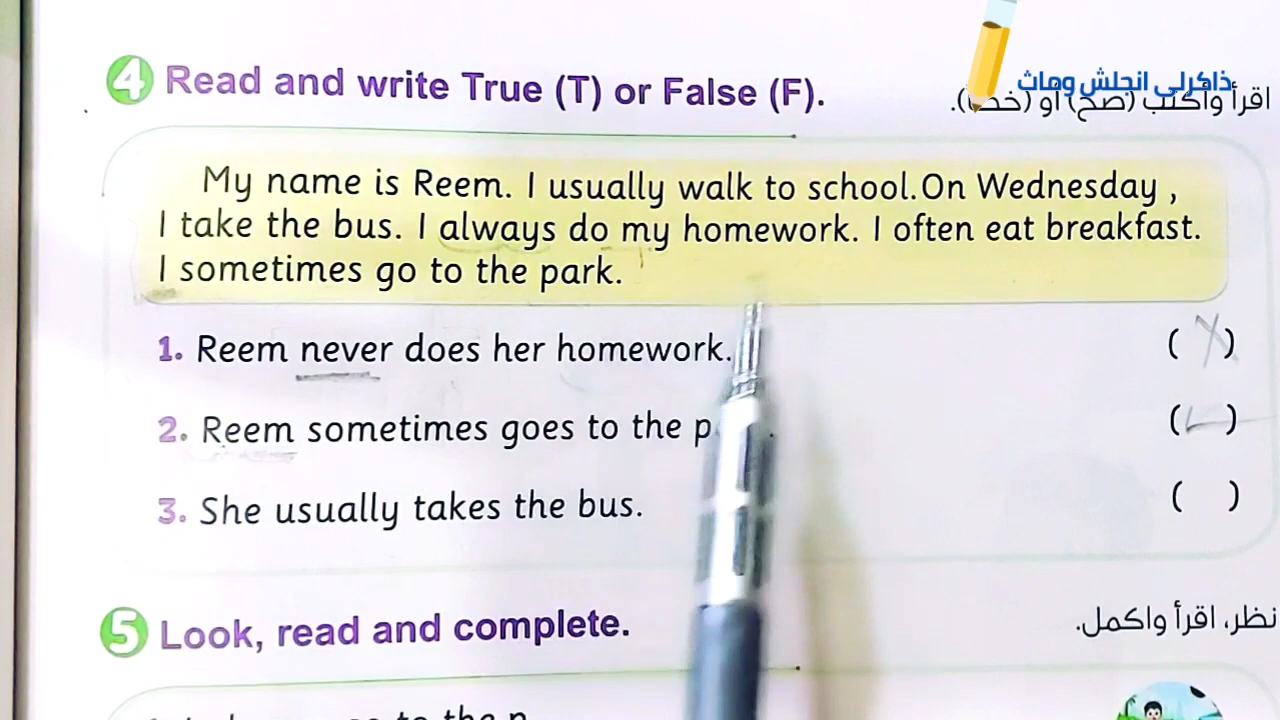 ذاكرلي انجلش وماث
4 Read and write True (T) or False (F).
اقرأ واكتب (صح) أو (خطأ).
My name is Reem. I usually walk to school.On Wednesday ,
I take the bus. I always do my homework. I often eat breakfast.
I sometimes go to the park.
1. Reem never does her homework. ( X )
2. Reem sometimes goes to the ( )
3. She usually takes the bus. ( )
5 Look, read and complete.
نظر، اقرأ واكمل.